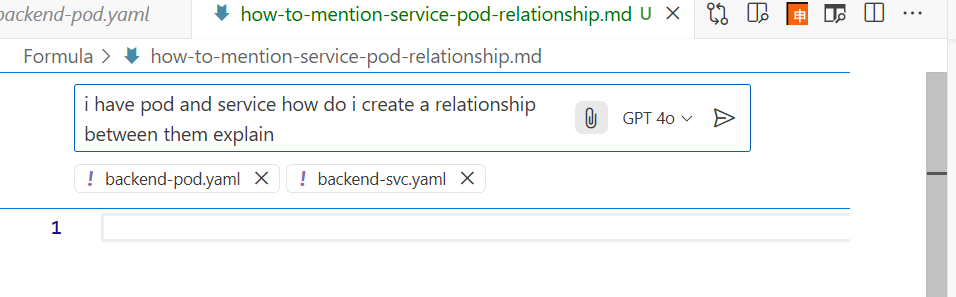 backend-pod.yaml
how-to-mention-service-pod-relationship.md U
申
Formula > how-to-mention-service-pod-relationship.md
i have pod and service how do i create a relationship
between them explain
GPT 4o
! backend-pod.yaml
! backend-svc.yaml
1